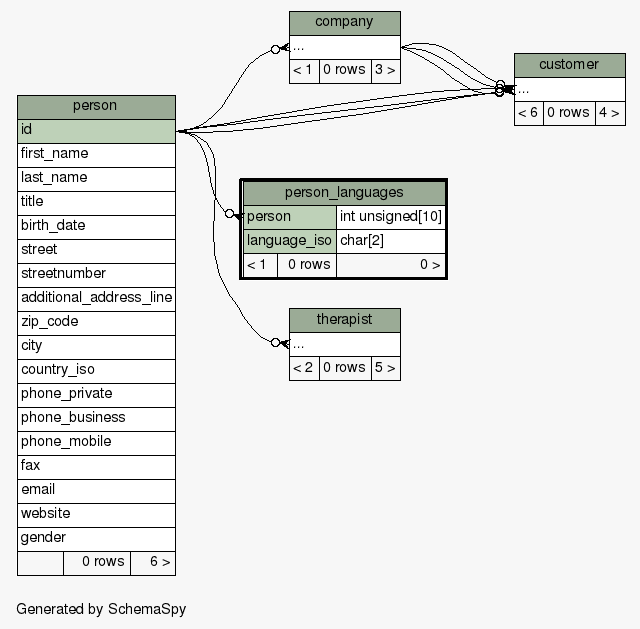 company
...
< 1 0 rows 3 >
customer
...
< 6 0 rows 4 >
person
id
first_name
last_name
title
birth_date
street
streetnumber
additional_address_line
zip_code
city
country_iso
phone_private
phone_business
phone_mobile
fax
email
website
gender
0 rows 6 >
person_languages
person int unsigned[10]
language_iso char[2]
< 1 0 rows 0 >
therapist
...
< 2 0 rows 5 >
Generated by SchemaSpy